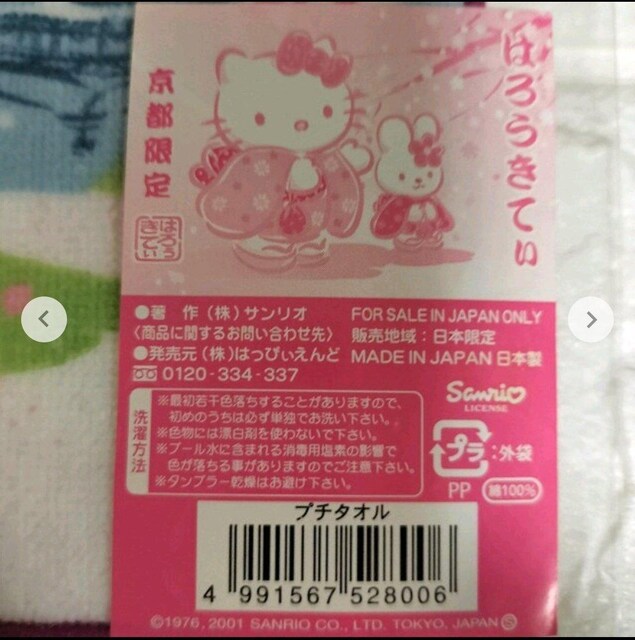 京都限定
はろうきてぃ
はろう
きてぃ
●著 作（株）サンリオ
FOR SALE IN JAPAN ONLY
〈商品に関するお問い合わせ先〉
販売地域：日本限定
●発売元（株）はっぴぃえんど
MADE IN JAPAN 日本製
0120-334-337
洗濯方法
※最初若干色落ちすることがありますので、
初めのうちは必ず単独でお洗い下さい。
※色物には漂白剤を使わないで下さい。
※プール水に含まれる消毒用塩素の影響で
色が落ちる事がありますのでご注意下さい。
※タンブラー乾燥はお避け下さい。
Sanrio
LICENSE
プラ：外袋
PP
綿100%
プチタオル
4 991567 528006
©1976, 2001 SANRIO CO., LTD. TOKYO, JAPAN Ⓢ